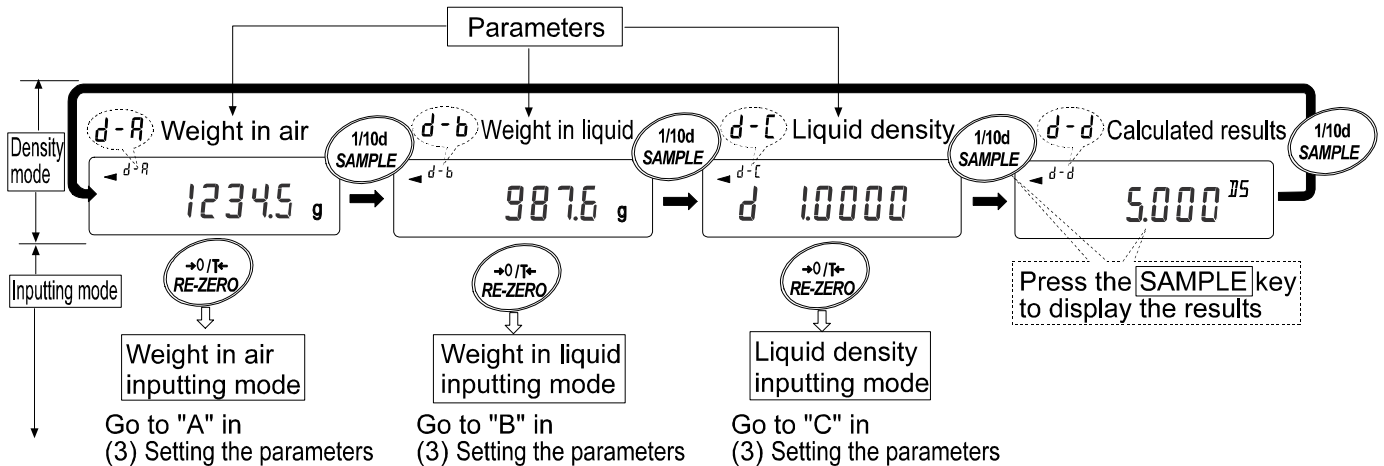 Parameters
Density
mode
d-A Weight in air
d-b Weight in liquid
d-C Liquid density
d-d Calculated results
1/10d
SAMPLE
1/10d
SAMPLE
1/10d
SAMPLE
1/10d
SAMPLE
d-A
1234.5 g
d-b
987.6 g
d-C
d 1.0000
d-d
5.000 DS
Inputting mode
→0/T←
RE-ZERO
→0/T←
RE-ZERO
→0/T←
RE-ZERO
Press the SAMPLE key
to display the results
Weight in air
inputting mode
Go to "A" in
(3) Setting the parameters
Weight in liquid
inputting mode
Go to "B" in
(3) Setting the parameters
Liquid density
inputting mode
Go to "C" in
(3) Setting the parameters